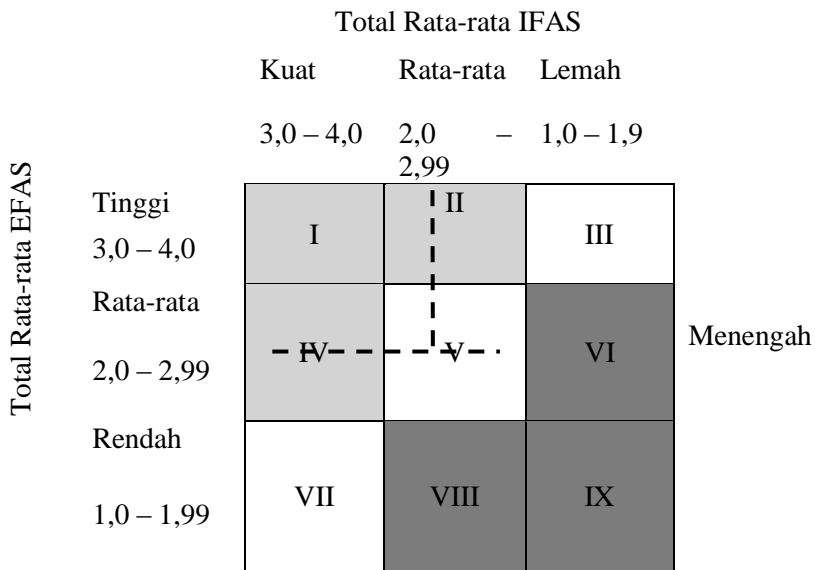 Total Rata-rata IFAS
Kuat Rata-rata Lemah
3,0 – 4,0 2,0 – 1,0 – 1,9
2,99
Total Rata-rata EFAS
Tinggi
3,0 – 4,0
I II III
Rata-rata
2,0 – 2,99
IV V VI
Menengah
Rendah
1,0 – 1,99
VII VIII IX